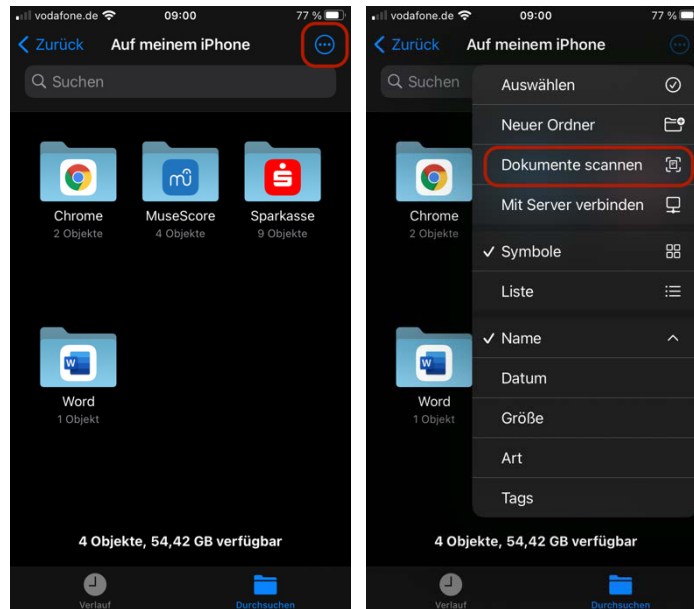 vodafone.de 09:00 77 %
Zurück Auf meinem iPhone
Suchen
Chrome MuseScore Sparkasse
2 Objekte 4 Objekte 9 Objekte
Word
1 Objekt
4 Objekte, 54,42 GB verfügbar
Verlauf Durchsuchen
vodafone.de 09:00 77 %
Zurück Auf meinem iPhone
Suchen
Auswählen
Neuer Ordner
Dokumente scannen
Mit Server verbinden
Chrome
2 Objekte
Symbole
Liste
Name
Datum
Größe
Art
Tags
Word
1 Objekt
4 Objekte, 54,42 GB verfügbar
Verlauf Durchsuchen